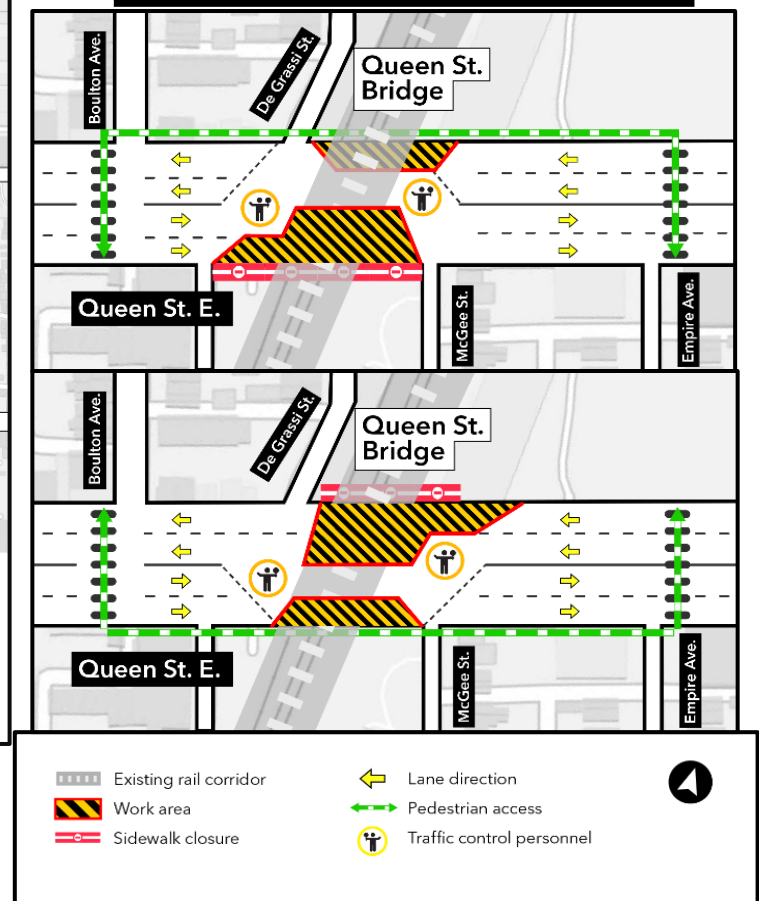 Boulton Ave.
De Grassi St.
Queen St.
Bridge
Queen St. E.
McGee St.
Empire Ave.
Boulton Ave.
De Grassi St.
Queen St.
Bridge
Queen St. E.
McGee St.
Empire Ave.
Existing rail corridor
Lane direction
Work area
Pedestrian access
Sidewalk closure
Traffic control personnel